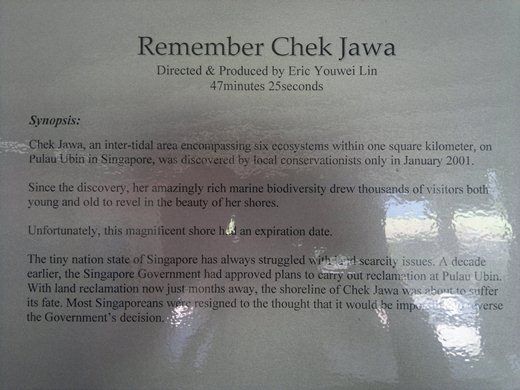 Remember Chek Jawa
Directed & Produced by Eric Youwei Lin
47minutes 25seconds
Synopsis:
Chek Jawa, an inter-tidal area encompassing six ecosystems within one square kilometer, on
Pulau Ubin in Singapore, was discovered by local conservationists only in January 2001.
Since the discovery, her amazingly rich marine biodiversity drew thousands of visitors both
young and old to revel in the beauty of her shores.
Unfortunately, this magnificent shore had an expiration date.
The tiny nation state of Singapore has always struggled with land scarcity issues. A decade
earlier, the Singapore Government had approved plans to carry out reclamation at Pulau Ubin.
With land reclamation now just months away, the shoreline of Chek Jawa was about to suffer
its fate. Most Singaporeans were resigned to the thought that it would be
the Government's decision.